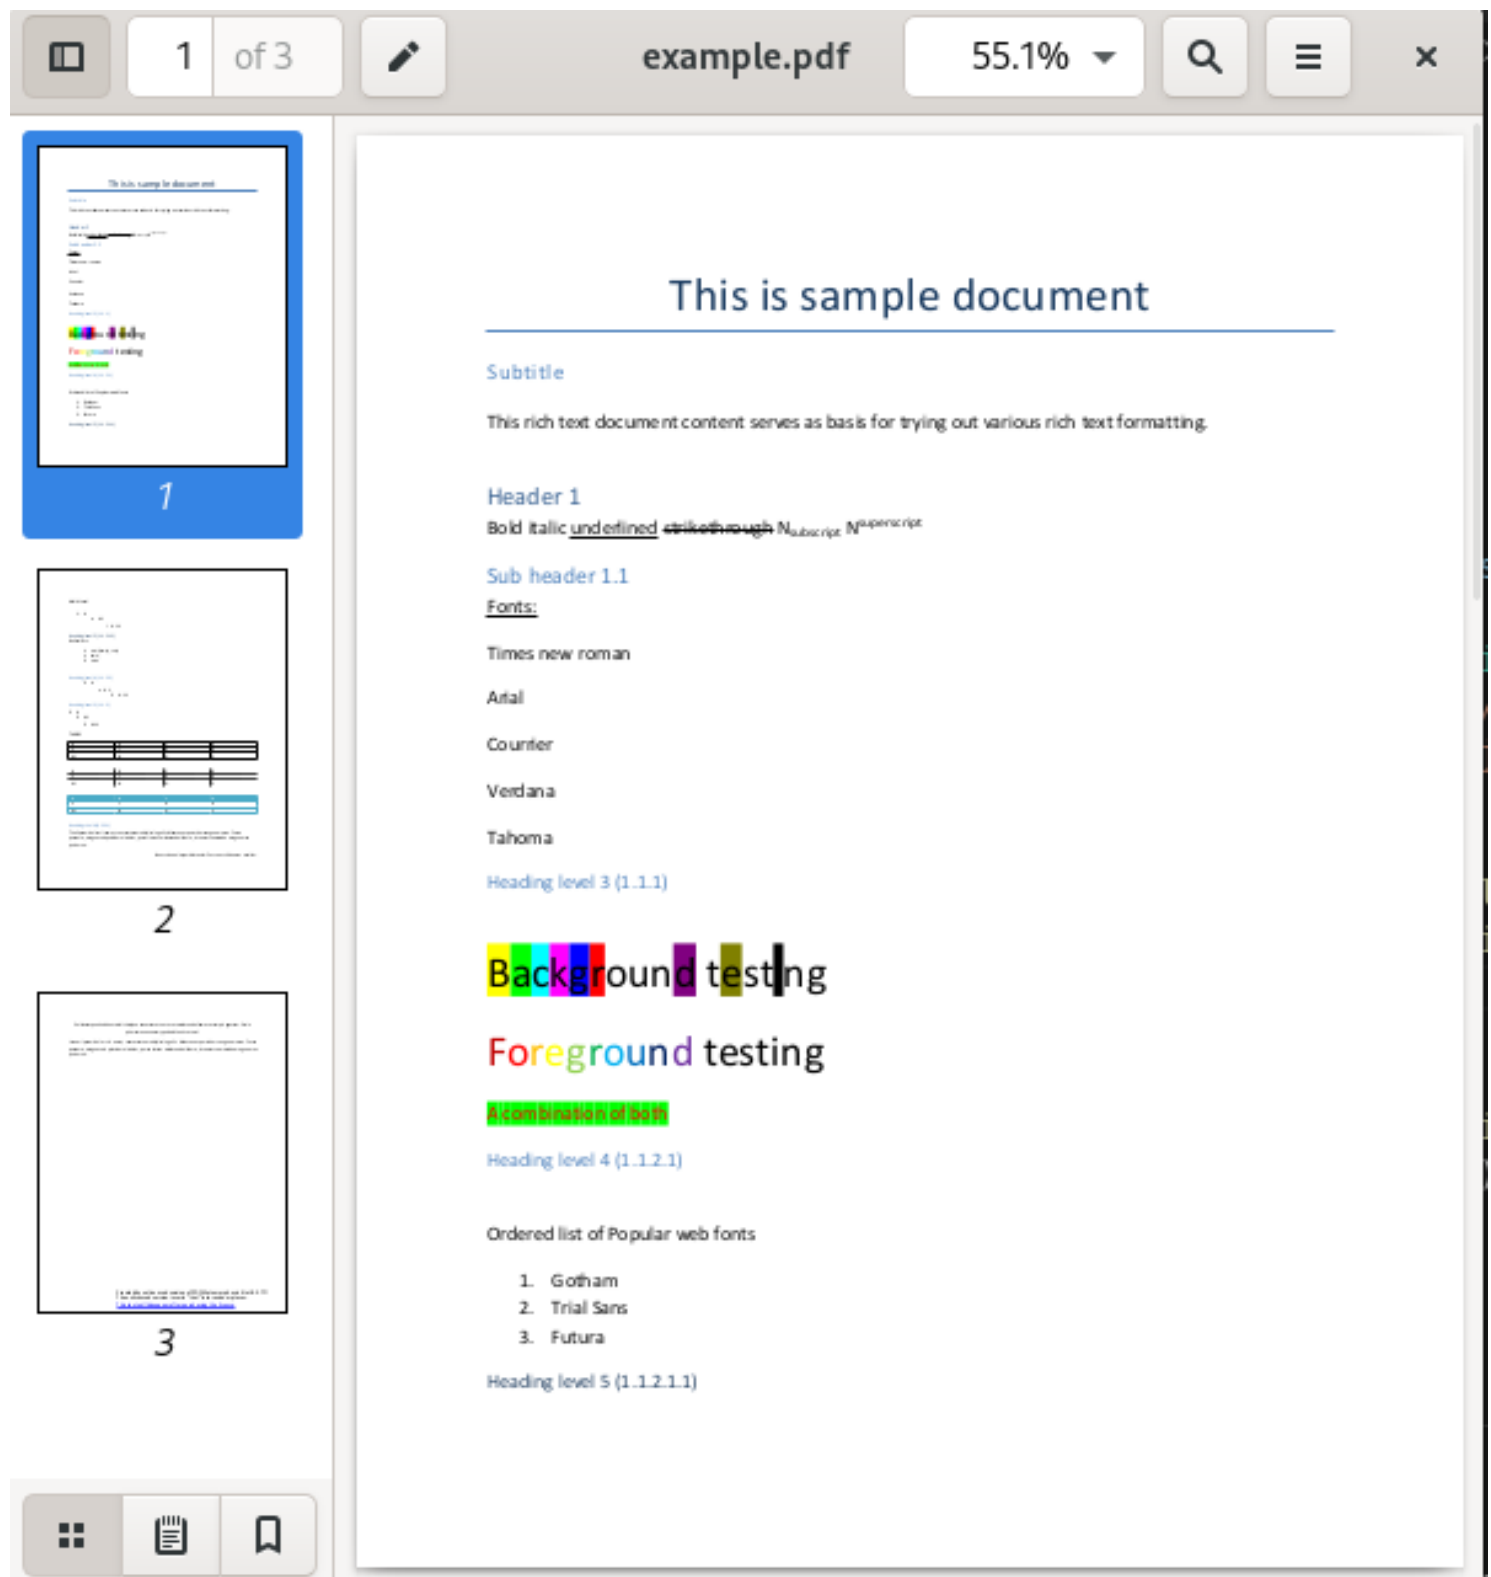 1 of 3
example.pdf
55.1%
1
2
3
This is sample document
Subtitle
This rich text document content serves as basis for trying out various rich text formatting.
Header 1
Bold italic underlined strikethrough Nsubscript Nsuperscript
Sub header 1.1
Fonts:
Times new roman
Arial
Courrier
Verdana
Tahoma
Heading level 3 (1.1.1)
Background testing
Foreground testing
A combination of both
Heading level 4 (1.1.2.1)
Ordered list of Popular web fonts
1. Gotham
2. Trial Sans
3. Futura
Heading level 5 (1.1.2.1.1)